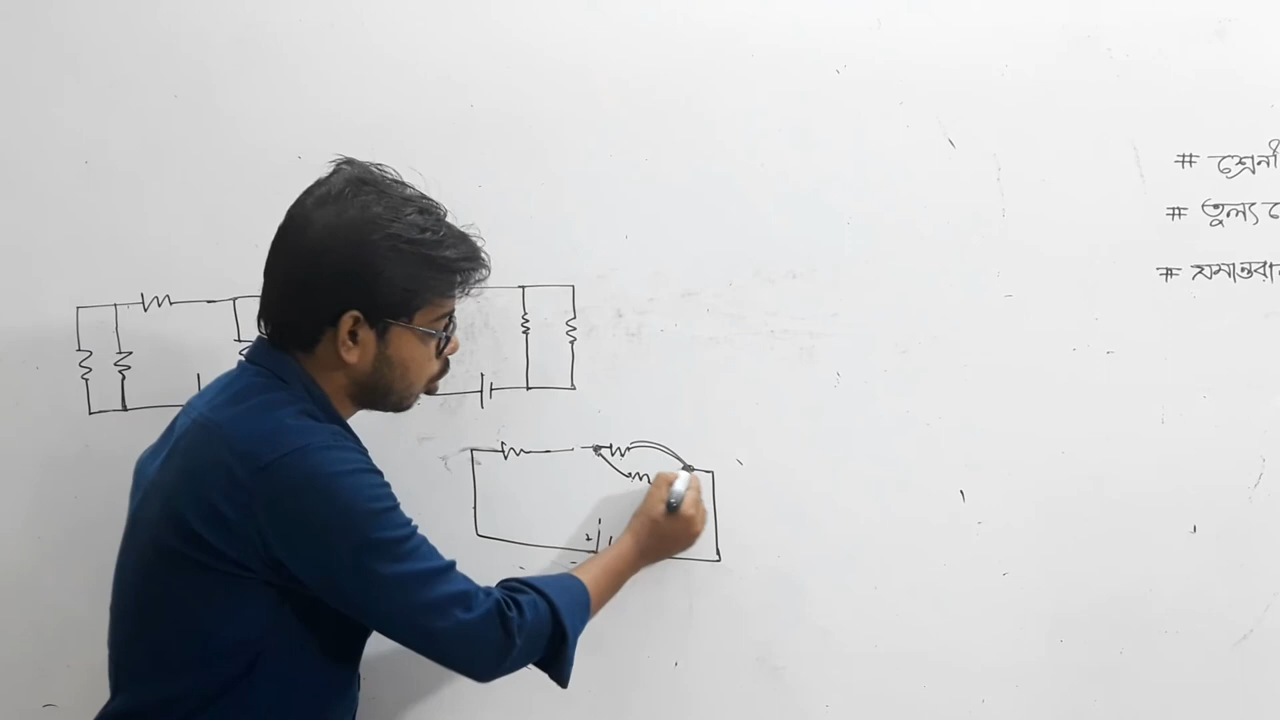 # শ্রেনী
# তুল্য
# সমান্তরা